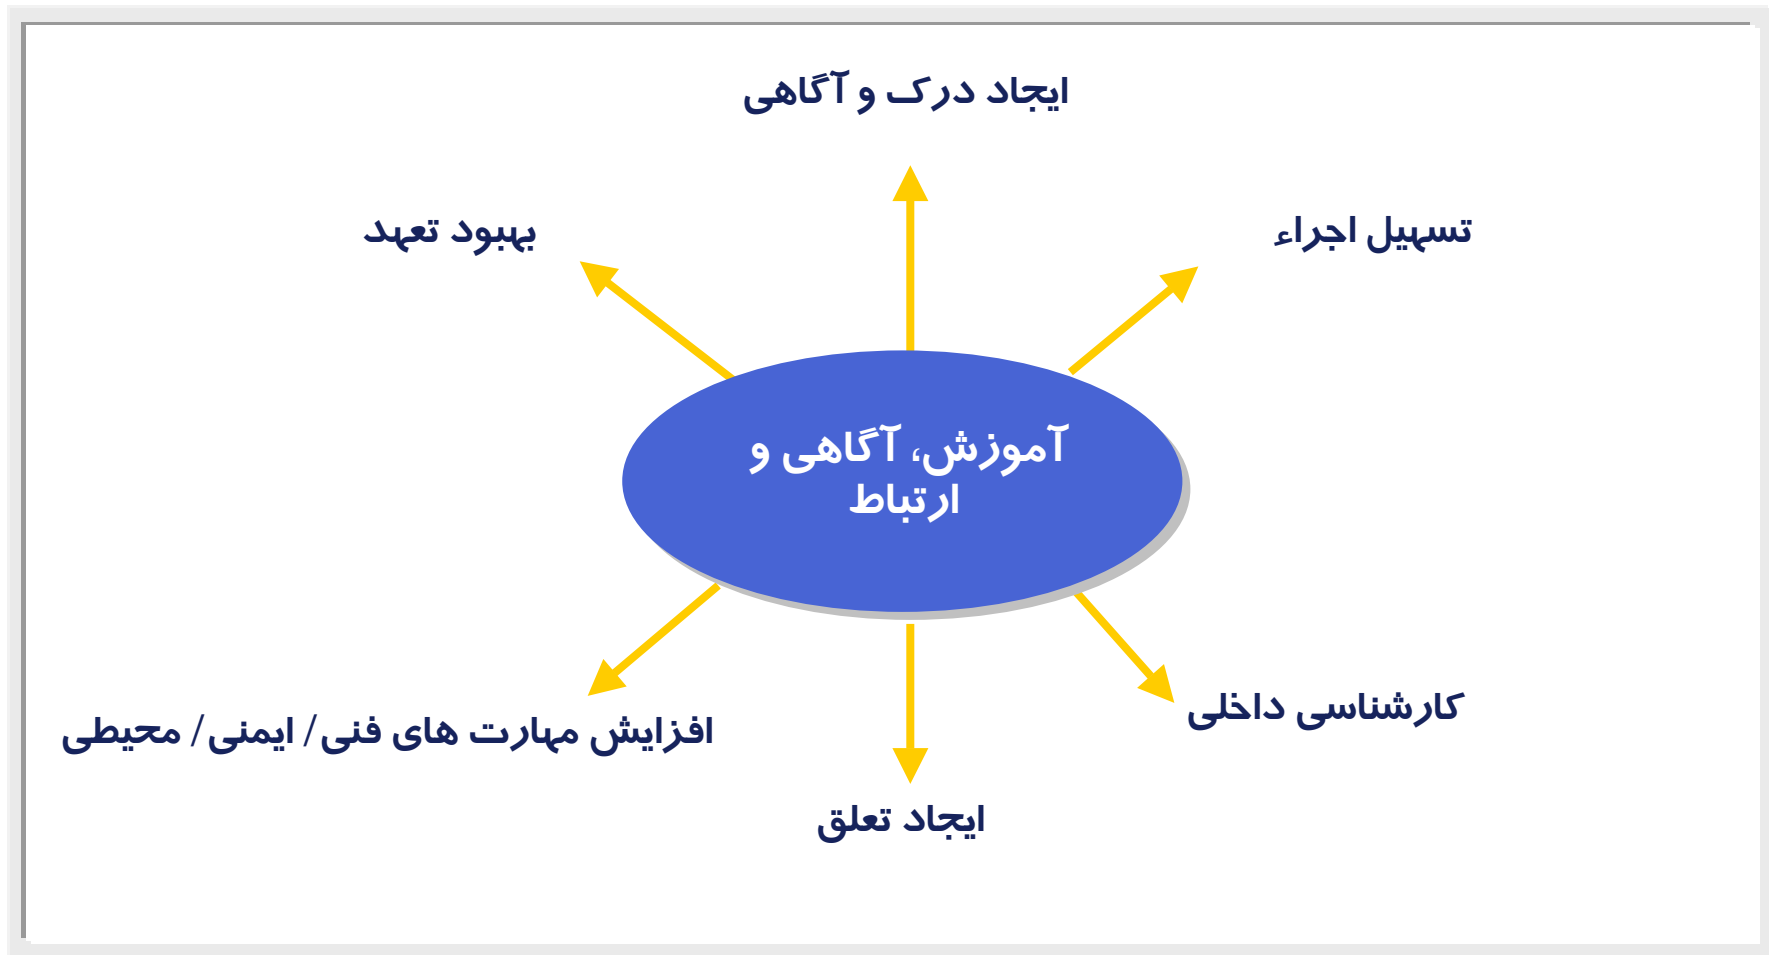 ایجاد درک و آگاهی
تسهیل اجراء
بهبود تعهد
آموزش، آگاهی و
ارتباط
کارشناسی داخلی
افزایش مهارت های فنی/ ایمنی/ محیطی
ایجاد تعلق